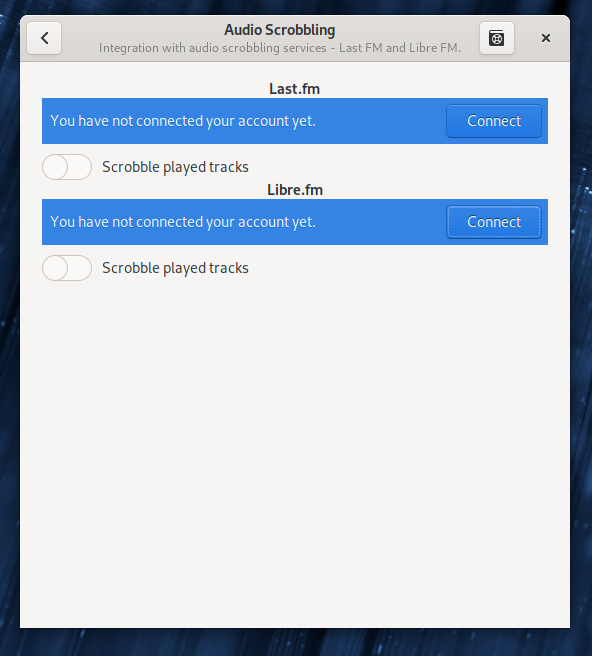 Audio Scrobbling
Integration with audio scrobbling services - Last FM and Libre FM.
Last.fm
You have not connected your account yet.
Connect
Scrobble played tracks
Libre.fm
You have not connected your account yet.
Connect
Scrobble played tracks